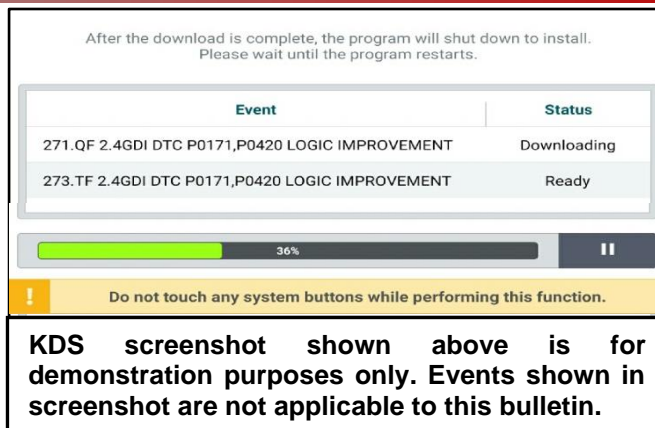 After the download is complete, the program will shut down to install.
Please wait until the program restarts.
Event Status
271.QF 2.4GDI DTC P0171,P0420 LOGIC IMPROVEMENT Downloading
273.TF 2.4GDI DTC P0171,P0420 LOGIC IMPROVEMENT Ready
36%
! Do not touch any system buttons while performing this function.
KDS screenshot shown above is for
demonstration purposes only. Events shown in
screenshot are not applicable to this bulletin.